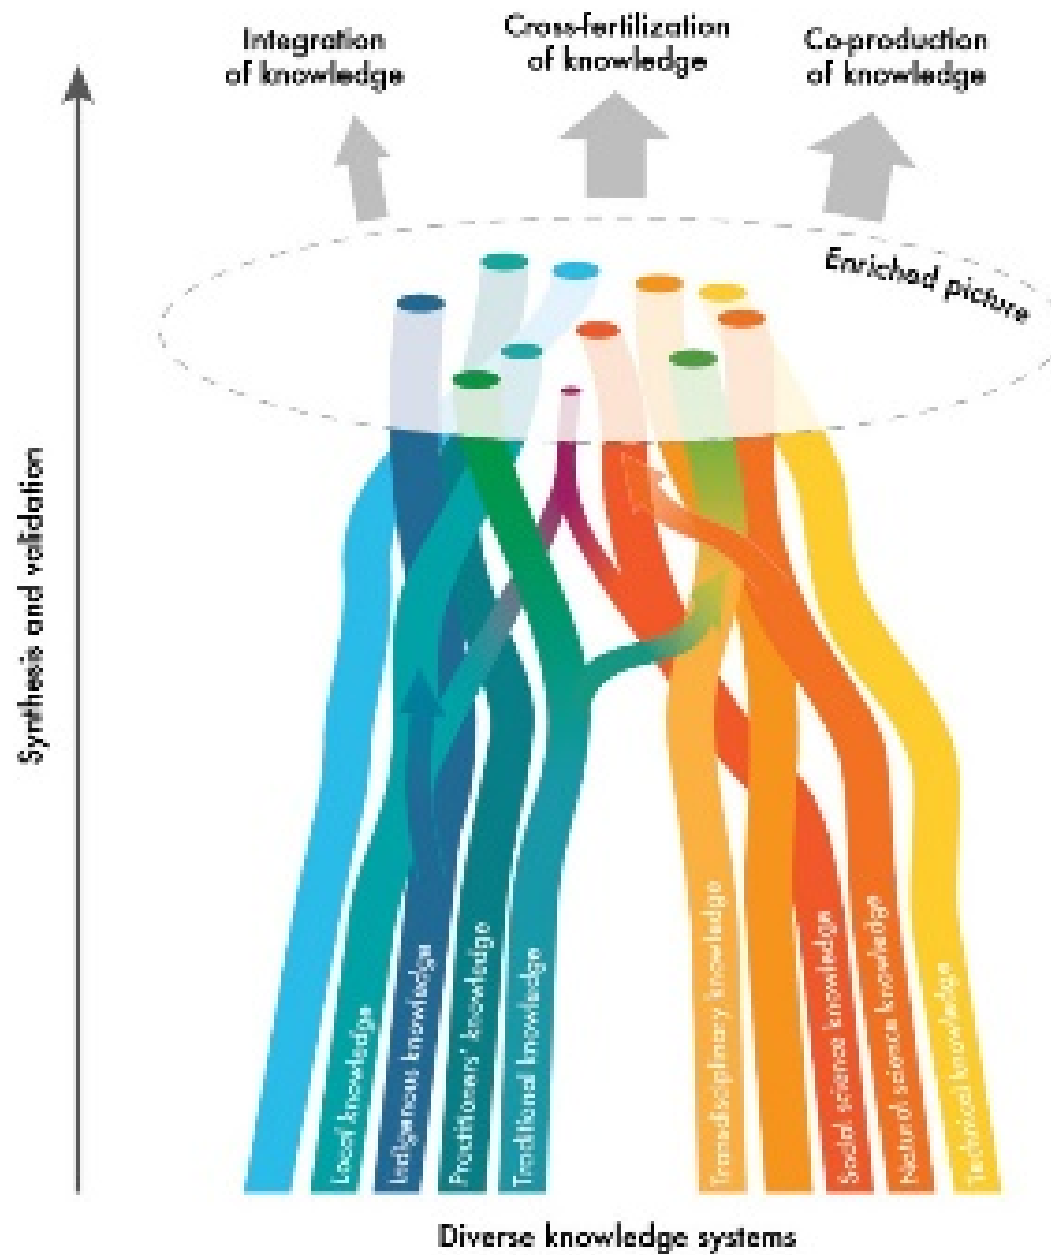 Integration
of knowledge
Cross-fertilization
of knowledge
Co-production
of knowledge
Enriched picture
Synthesis and validation
Local knowledge
Indigenous knowledge
Practitioners' knowledge
Traditional knowledge
Transdisciplinary knowledge
Social science knowledge
Natural science knowledge
Technical knowledge
Diverse knowledge systems